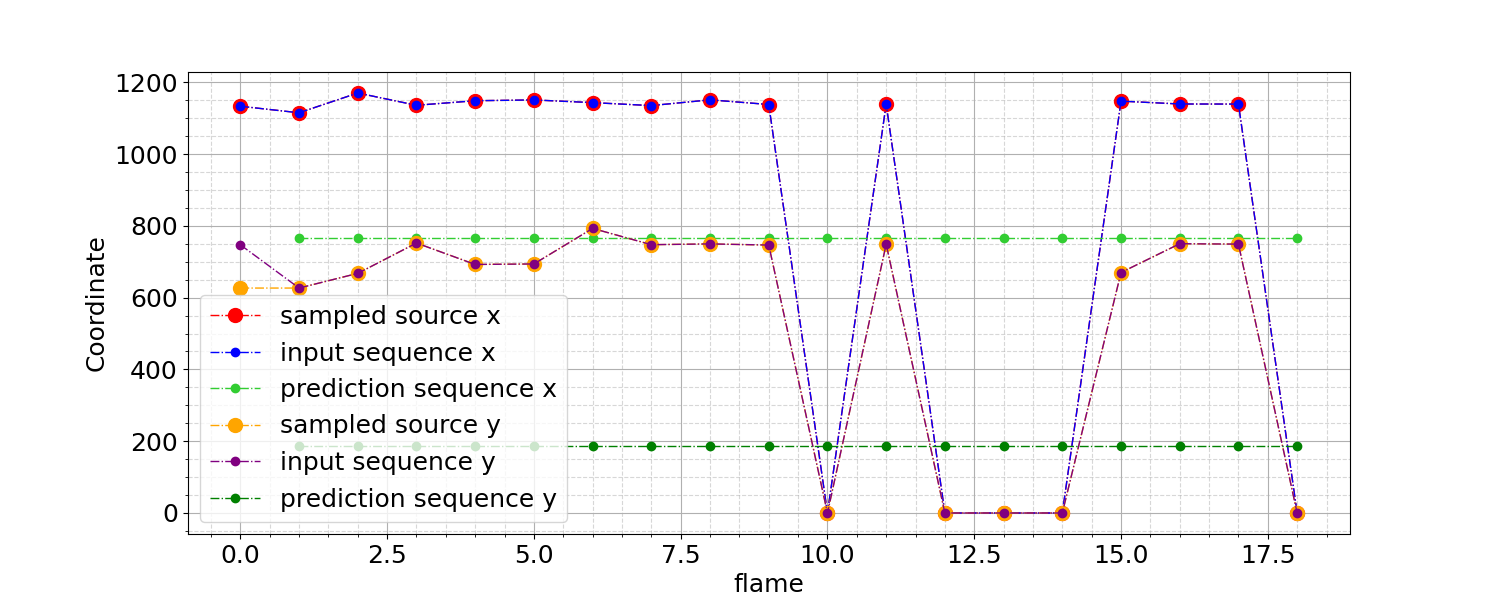 1200
1000
800
600
400
200
0
Coordinate
sampled source x
input sequence x
prediction sequence x
sampled source y
input sequence y
prediction sequence y
0.0 2.5 5.0 7.5 10.0 12.5 15.0 17.5
flame